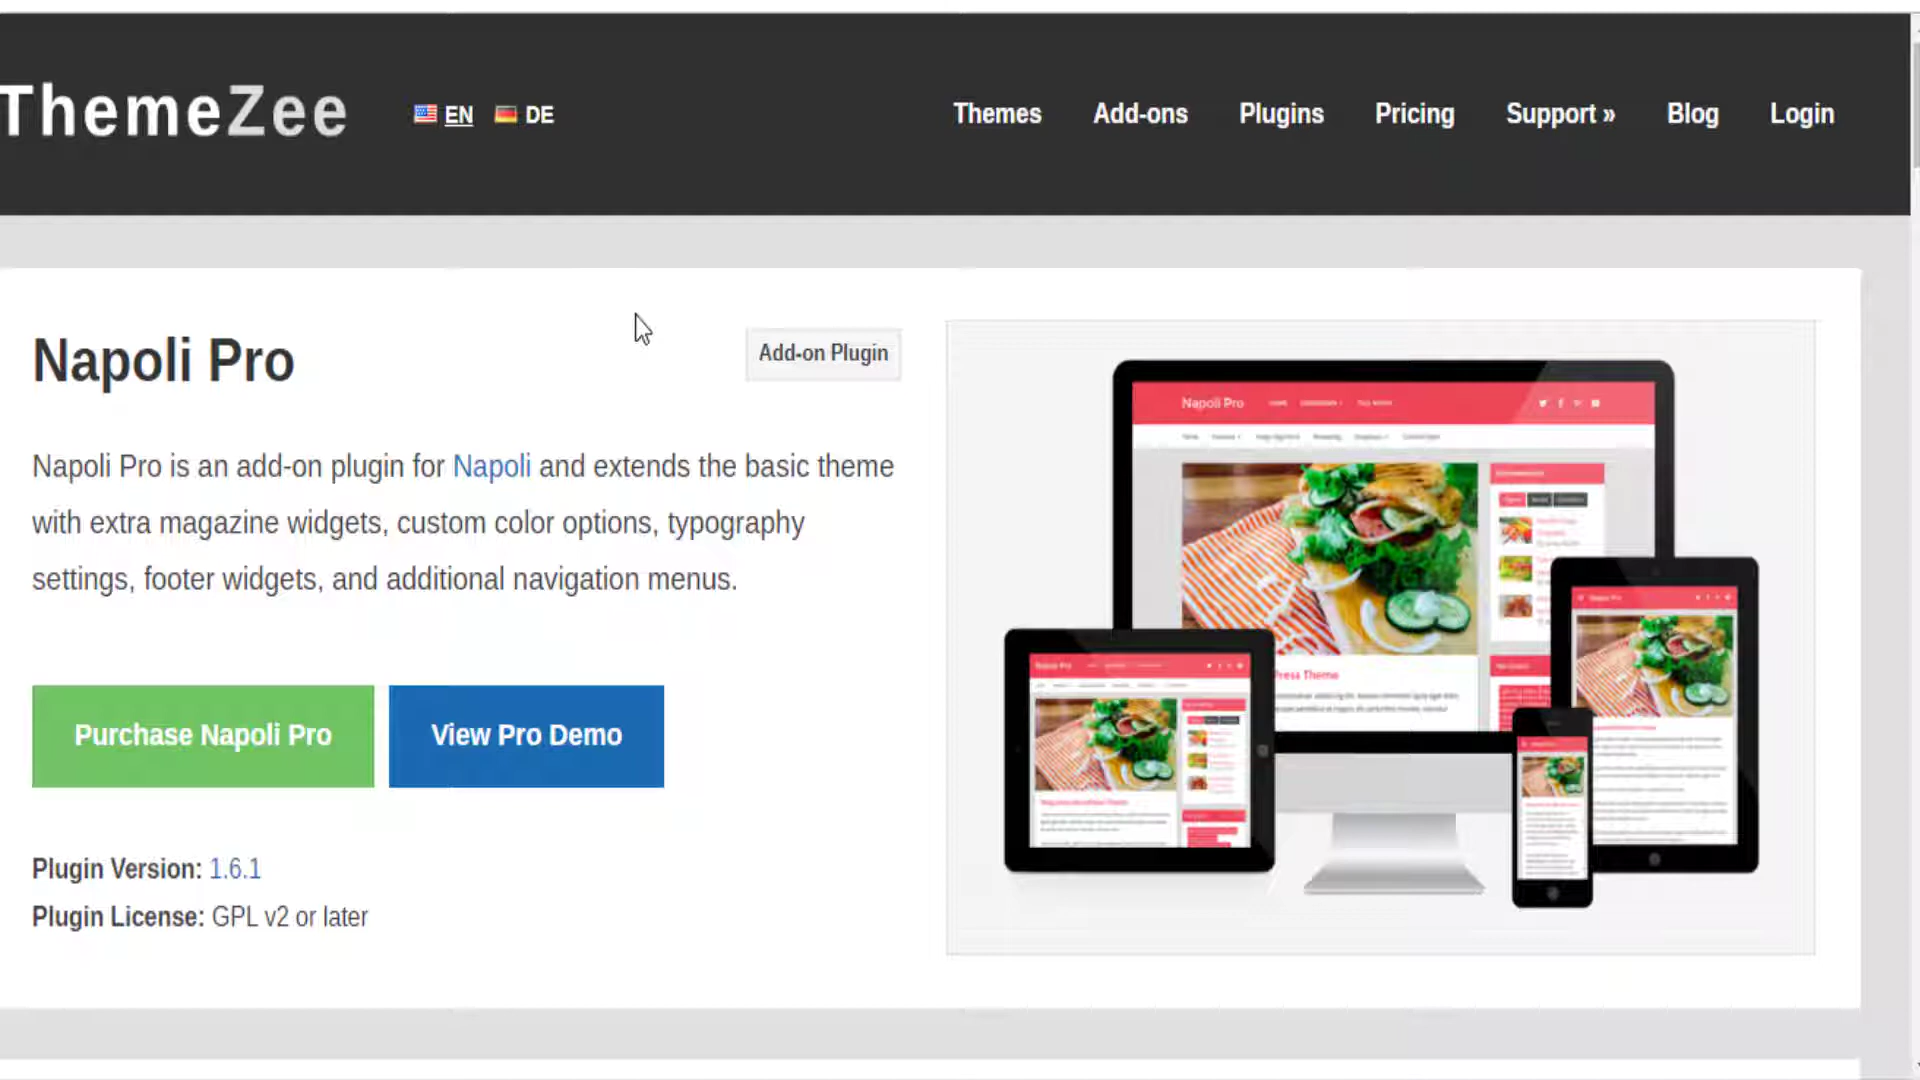 ThemeZee EN DE Themes Add-ons Plugins Pricing Support » Blog Login
Napoli Pro
Add-on Plugin
Napoli Pro is an add-on plugin for Napoli and extends the basic theme
with extra magazine widgets, custom color options, typography
settings, footer widgets, and additional navigation menus.
Purchase Napoli Pro View Pro Demo
Plugin Version: 1.6.1
Plugin License: GPL v2 or later
Napoli Pro
Press Theme